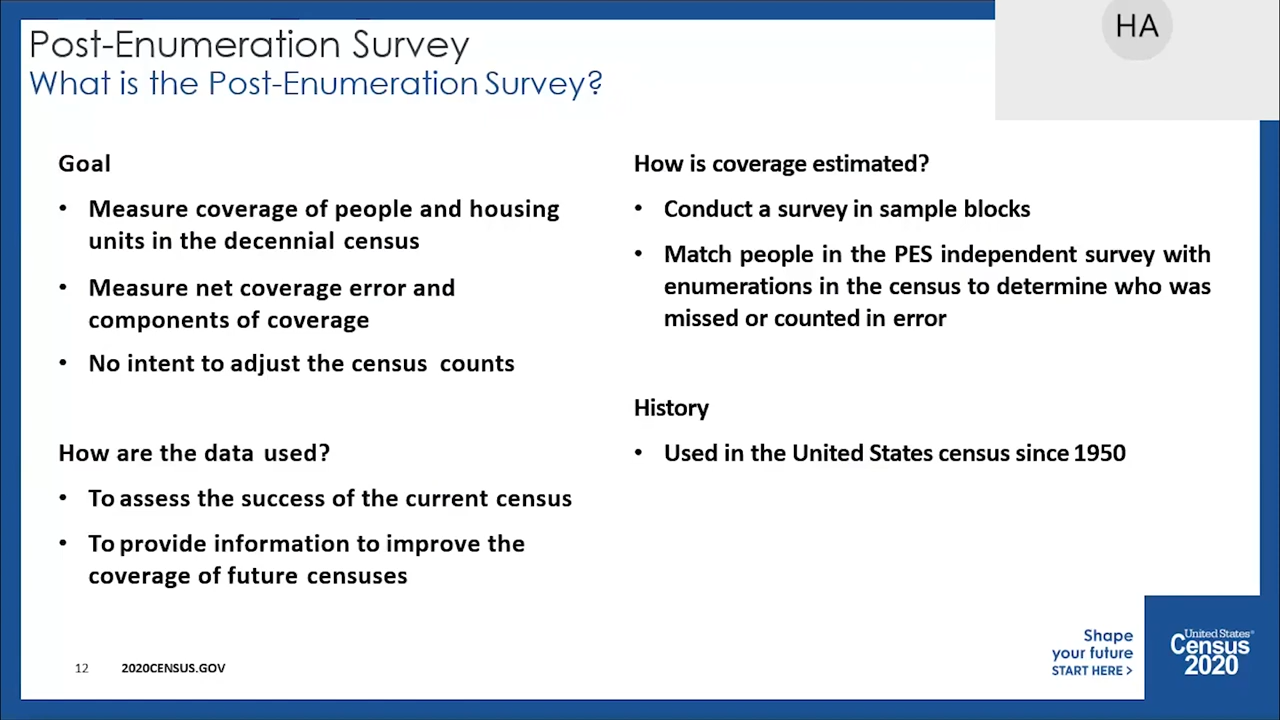 Post-Enumeration Survey
What is the Post-Enumeration Survey?
HA
Goal
• Measure coverage of people and housing
units in the decennial census
• Measure net coverage error and
components of coverage
• No intent to adjust the census counts
How are the data used?
• To assess the success of the current census
• To provide information to improve the
coverage of future censuses
How is coverage estimated?
• Conduct a survey in sample blocks
• Match people in the PES independent survey with
enumerations in the census to determine who was
missed or counted in error
History
• Used in the United States census since 1950
12 2020CENSUS.GOV
Shape
your future
START HERE >
United States®
Census
2020